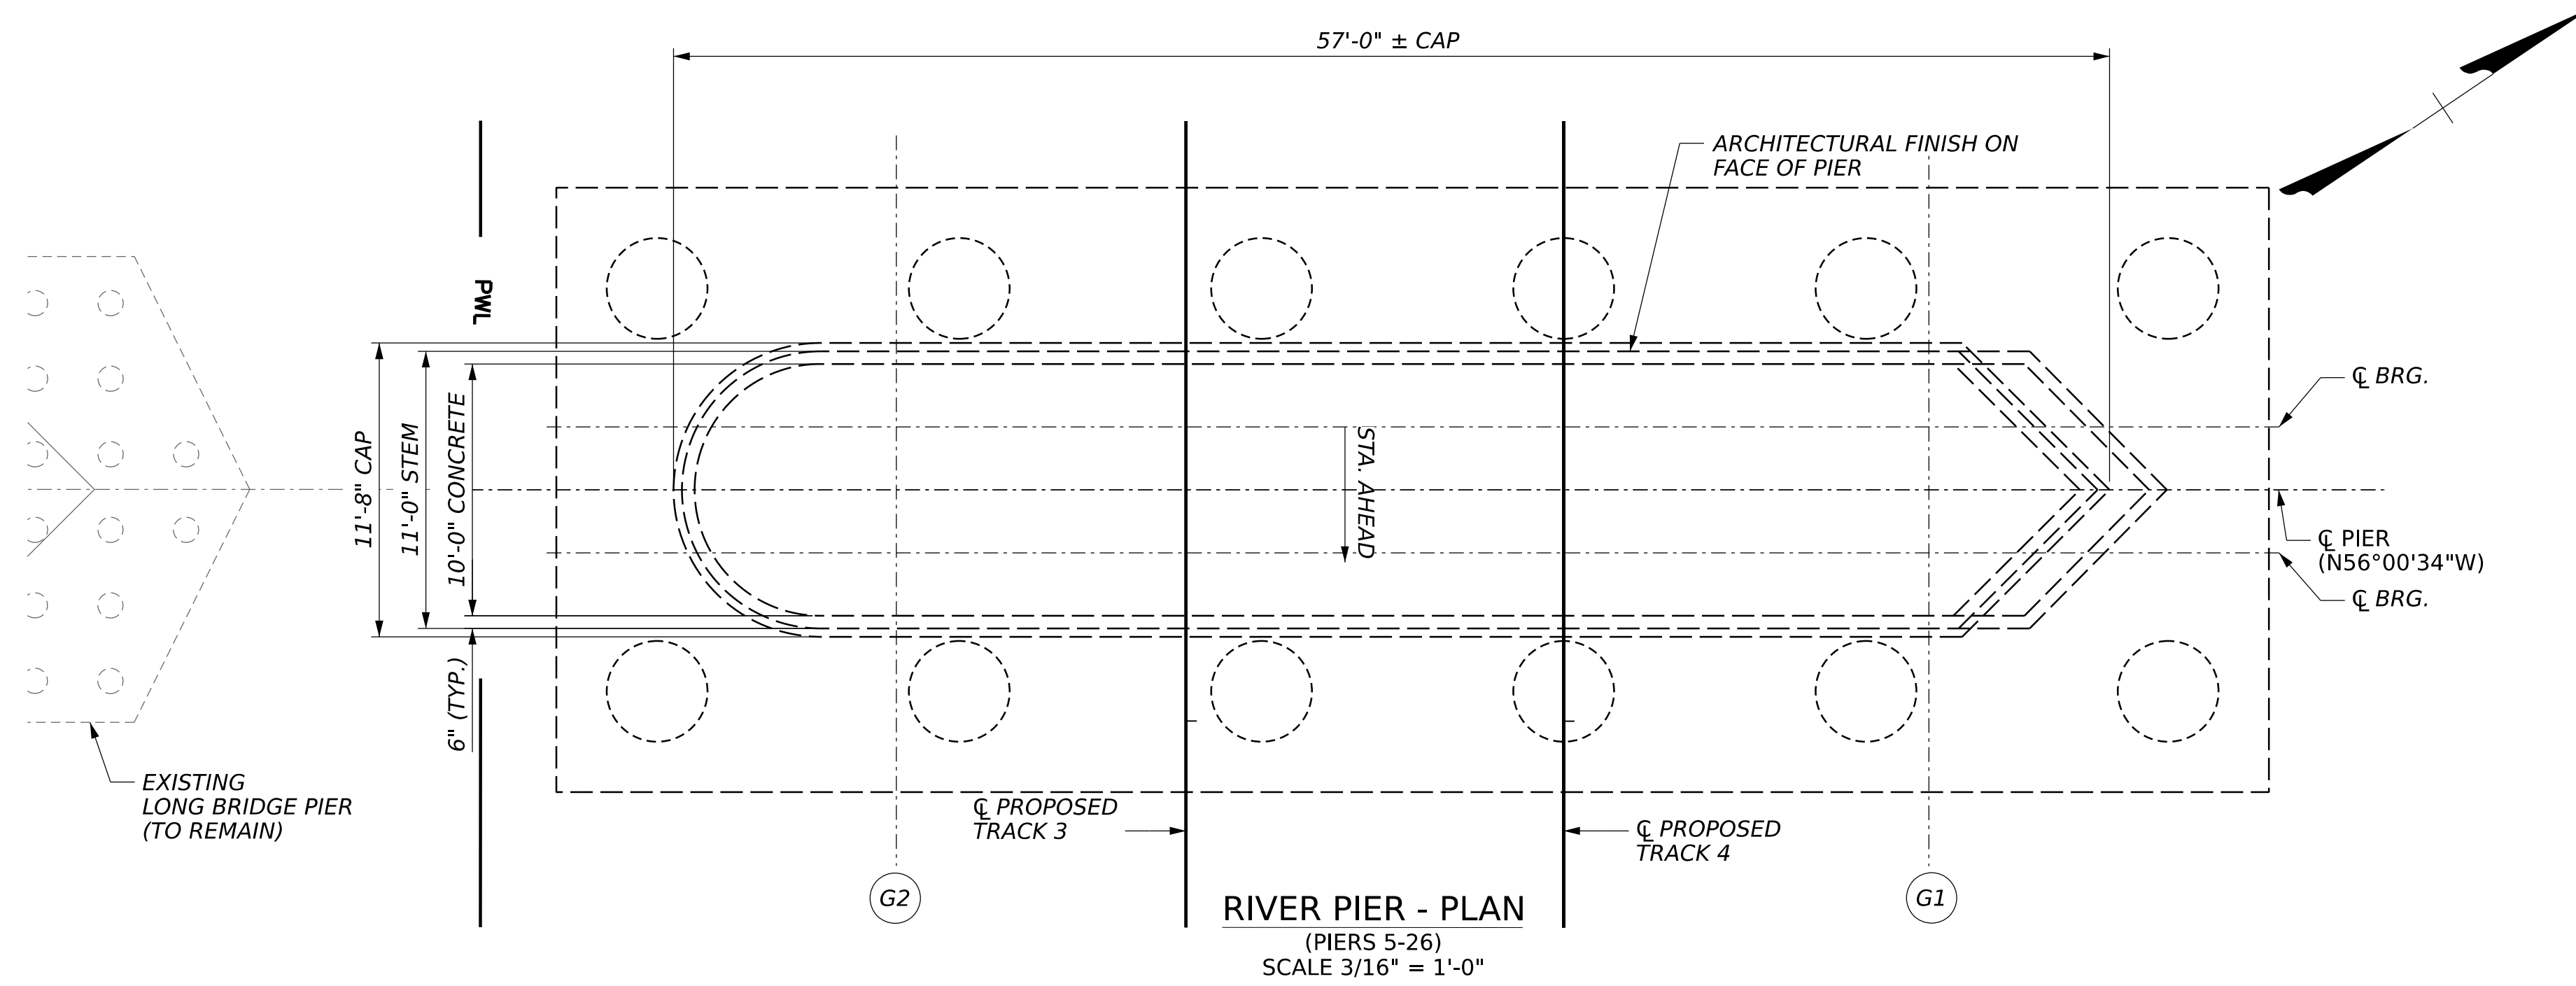 57'-0" ± CAP
ARCHITECTURAL FINISH ON
FACE OF PIER
PWL
℄ BRG.
11'-8" CAP
11'-0" STEM
10'-0" CONCRETE
STA. AHEAD
℄ PIER
(N56°00'34"W)
℄ BRG.
6" (TYP.)
EXISTING
LONG BRIDGE PIER
(TO REMAIN)
℄ PROPOSED
TRACK 3
℄ PROPOSED
TRACK 4
G2
G1
RIVER PIER - PLAN
(PIERS 5-26)
SCALE 3/16" = 1'-0"